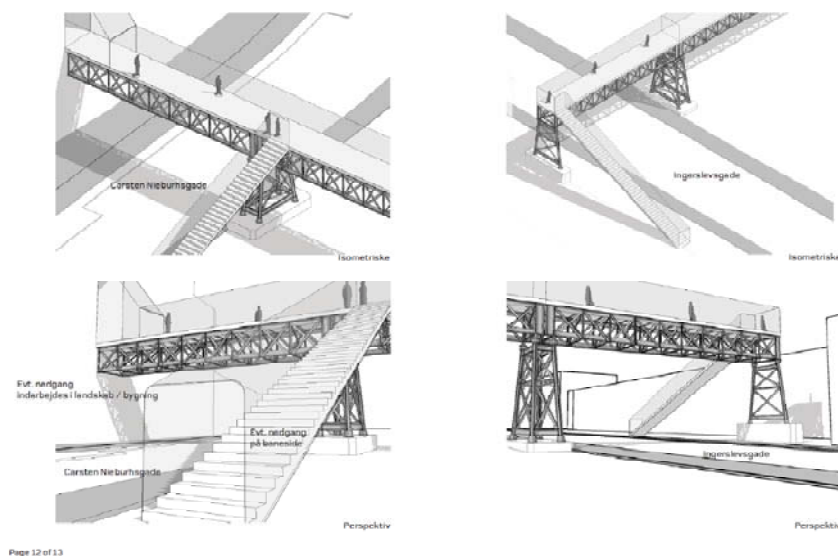 Carsten Nieburhsgade
Isometriske
Ingerslevsgade
Isometriske
Evt. nedgang
indarbejdes i landskab / bygning
Evt. nedgang
på baneside
Carsten Nieburhsgade
Perspektiv
Ingerslevsgade
Perspektiv
Page 12 of 13